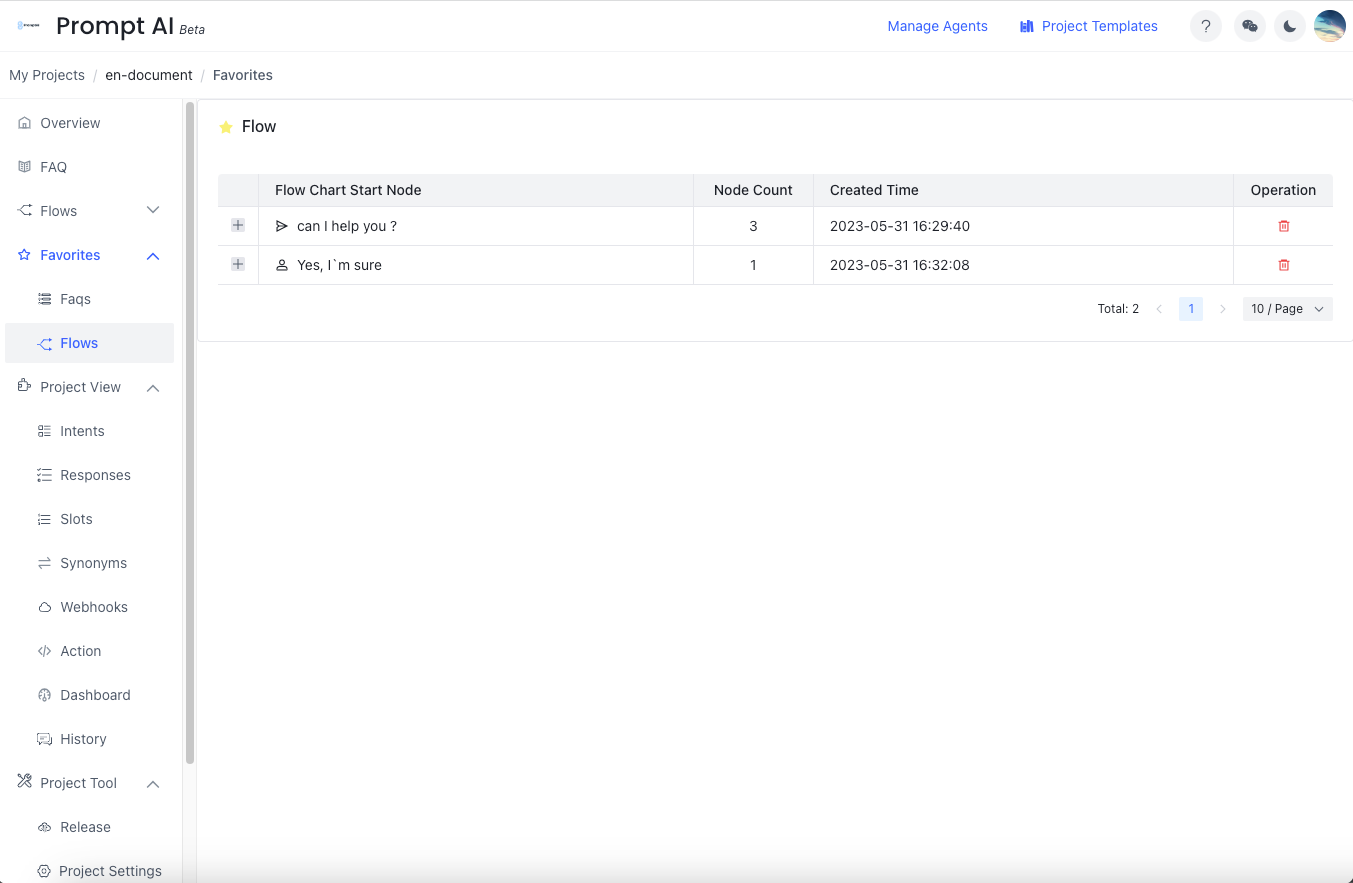 Prompt AI Beta
Manage Agents
Project Templates
?
My Projects / en-document / Favorites
Overview
FAQ
Flows
Favorites
Faqs
Flows
Project View
Intents
Responses
Slots
Synonyms
Webhooks
Action
Dashboard
History
Project Tool
Release
Project Settings
Flow
Flow Chart Start Node Node Count Created Time Operation
can I help you ? 3 2023-05-31 16:29:40
Yes, I`m sure 1 2023-05-31 16:32:08
Total: 2 1 10 / Page